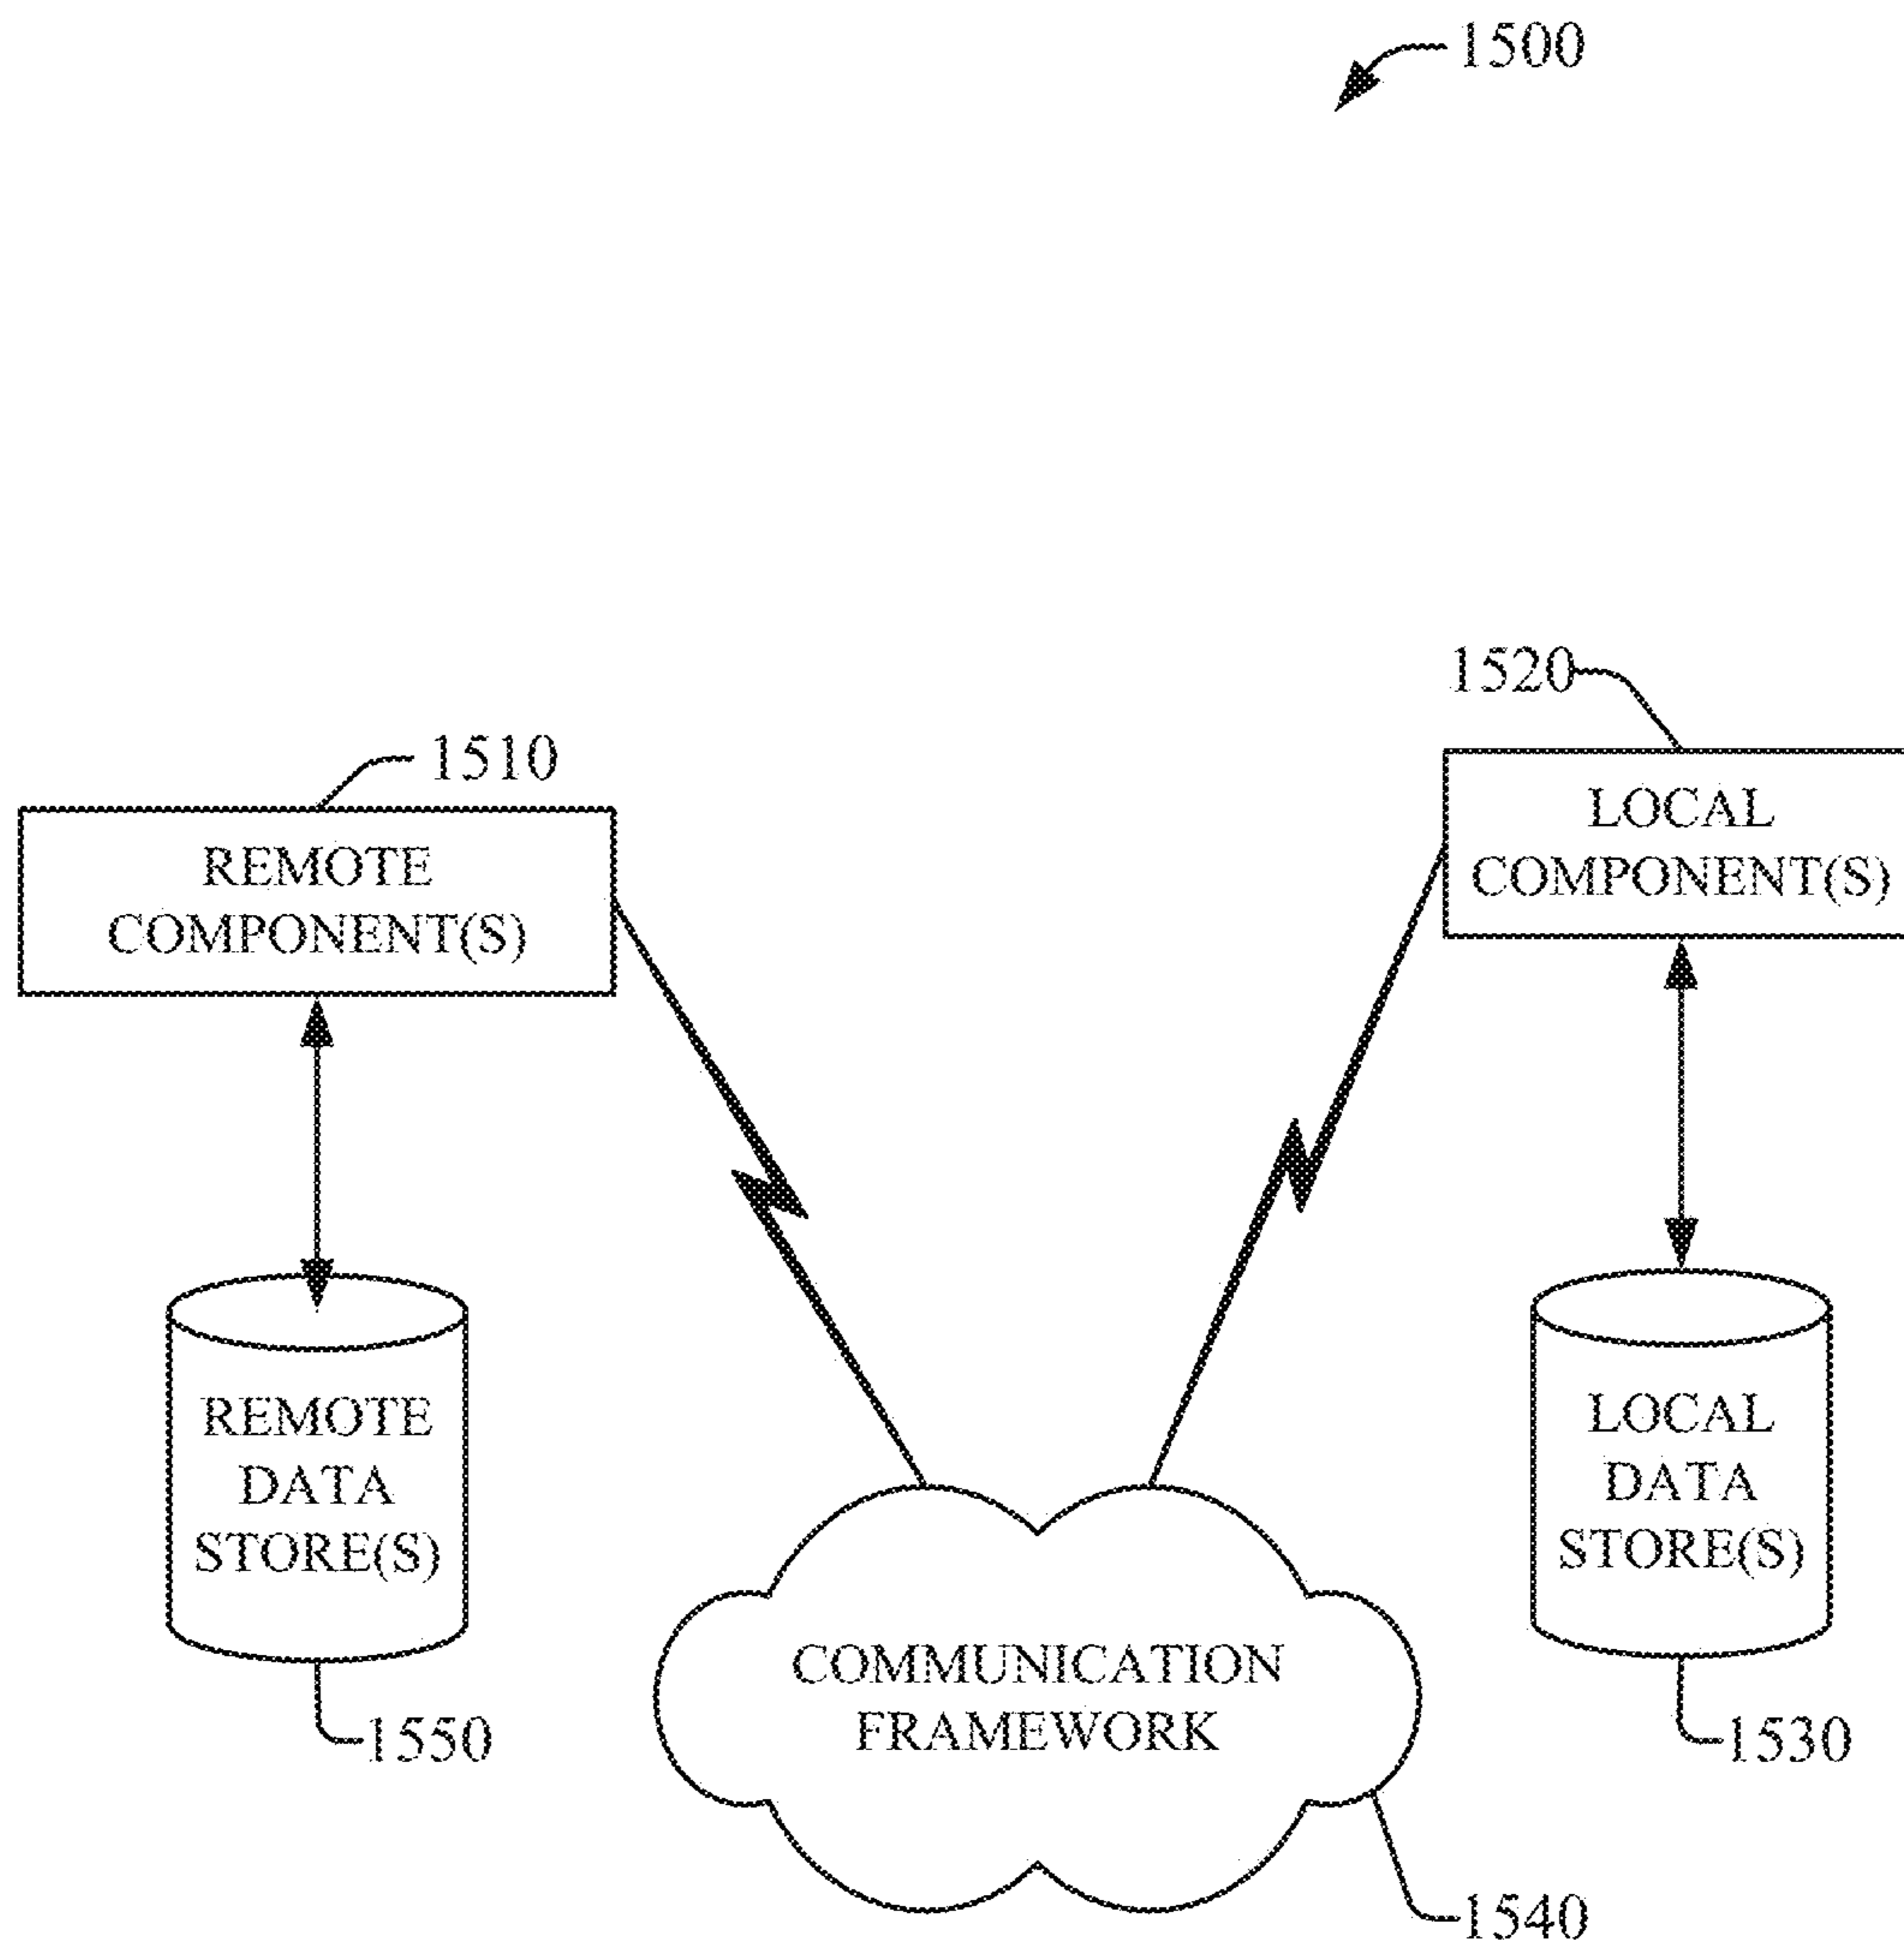 1500
1520
1510
LOCAL
COMPONENT(S)
REMOTE
COMPONENT(S)
REMOTE
DATA
STORE(S)
LOCAL
DATA
STORE(S)
COMMUNICATION
FRAMEWORK
1550
1530
1540